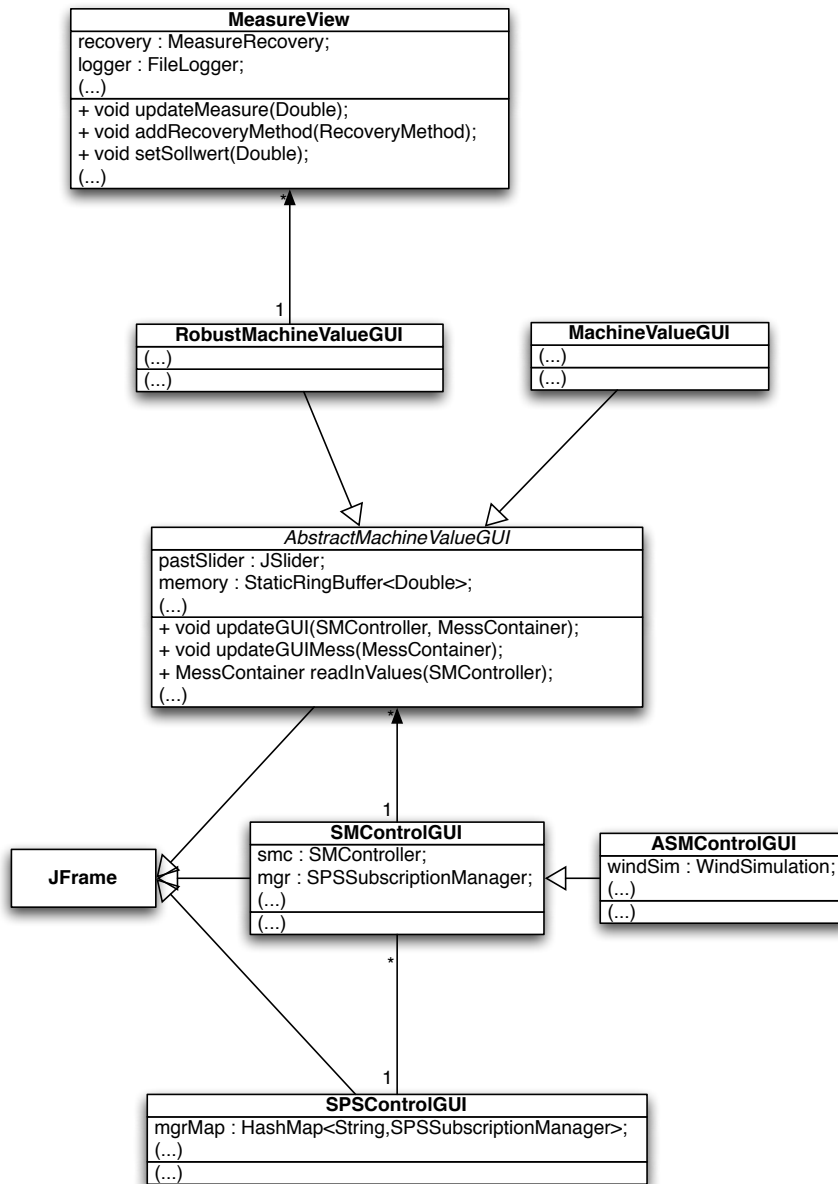 MeasureView
recovery : MeasureRecovery;
logger : FileLogger;
(...)
+ void updateMeasure(Double);
+ void addRecoveryMethod(RecoveryMethod);
+ void setSollwert(Double);
(...)
*
1
RobustMachineValueGUI
(...)
(...)
MachineValueGUI
(...)
(...)
AbstractMachineValueGUI
pastSlider : JSlider;
memory : StaticRingBuffer<Double>;
(...)
+ void updateGUI(SMController, MessContainer);
+ void updateGUIMess(MessContainer);
+ MessContainer readInValues(SMController);
(...)
*
1
JFrame
SMControlGUI
smc : SMController;
mgr : SPSSubscriptionManager;
(...)
(...)
ASMControlGUI
windSim : WindSimulation;
(...)
(...)
*
1
SPSControlGUI
mgrMap : HashMap<String,SPSSubscriptionManager>;
(...)
(...)